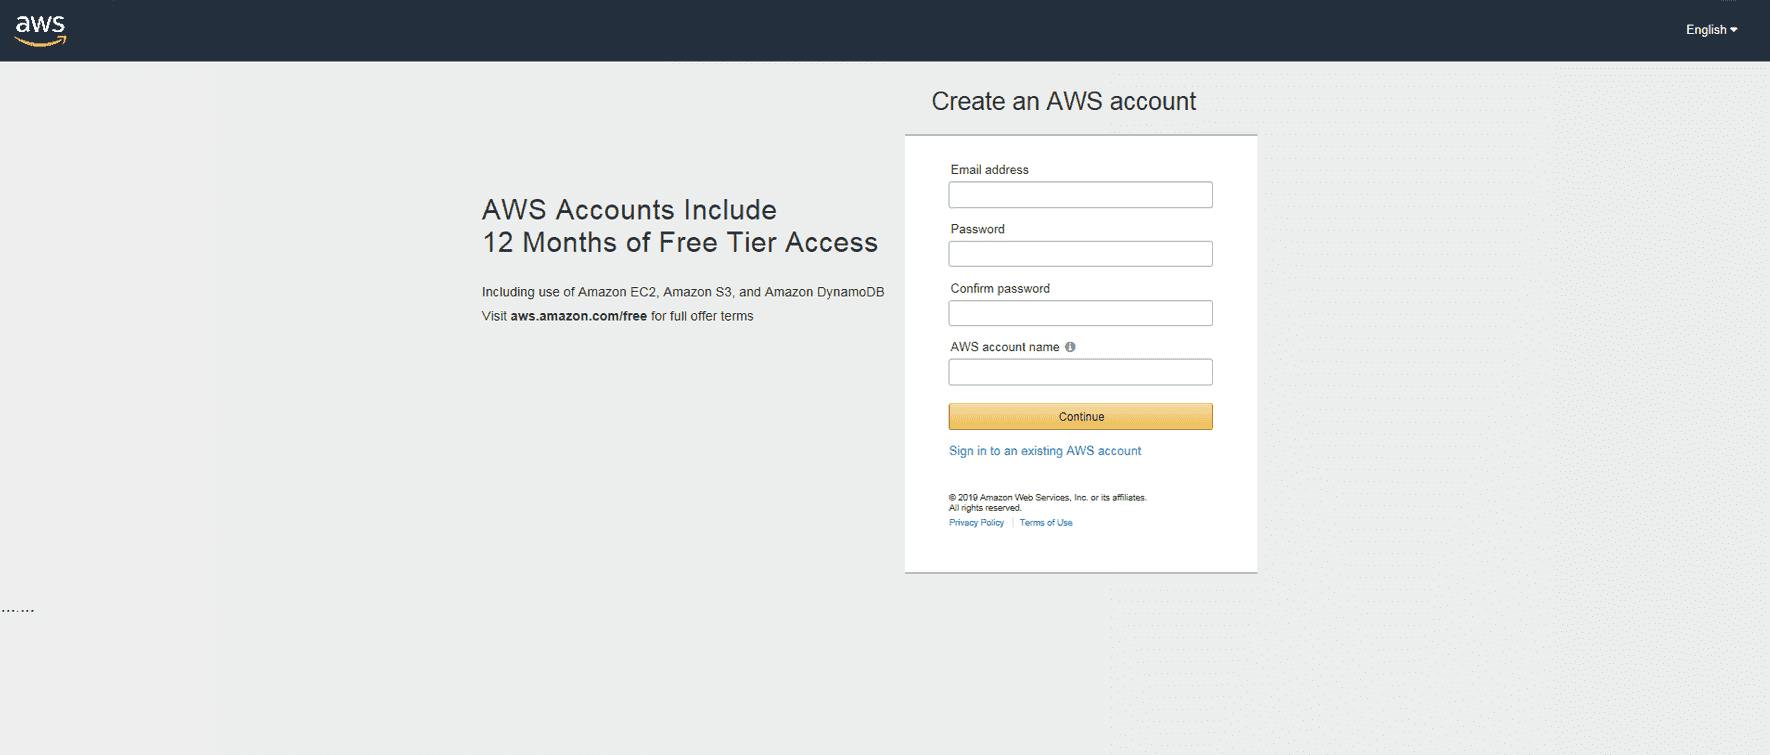 aws
English
Create an AWS account
AWS Accounts Include
12 Months of Free Tier Access
Including use of Amazon EC2, Amazon S3, and Amazon DynamoDB
Visit aws.amazon.com/free for full offer terms
Email address
Password
Confirm password
AWS account name
Continue
Sign in to an existing AWS account
© 2019 Amazon Web Services, Inc. or its affiliates.
All rights reserved.
Privacy Policy | Terms of Use
.......